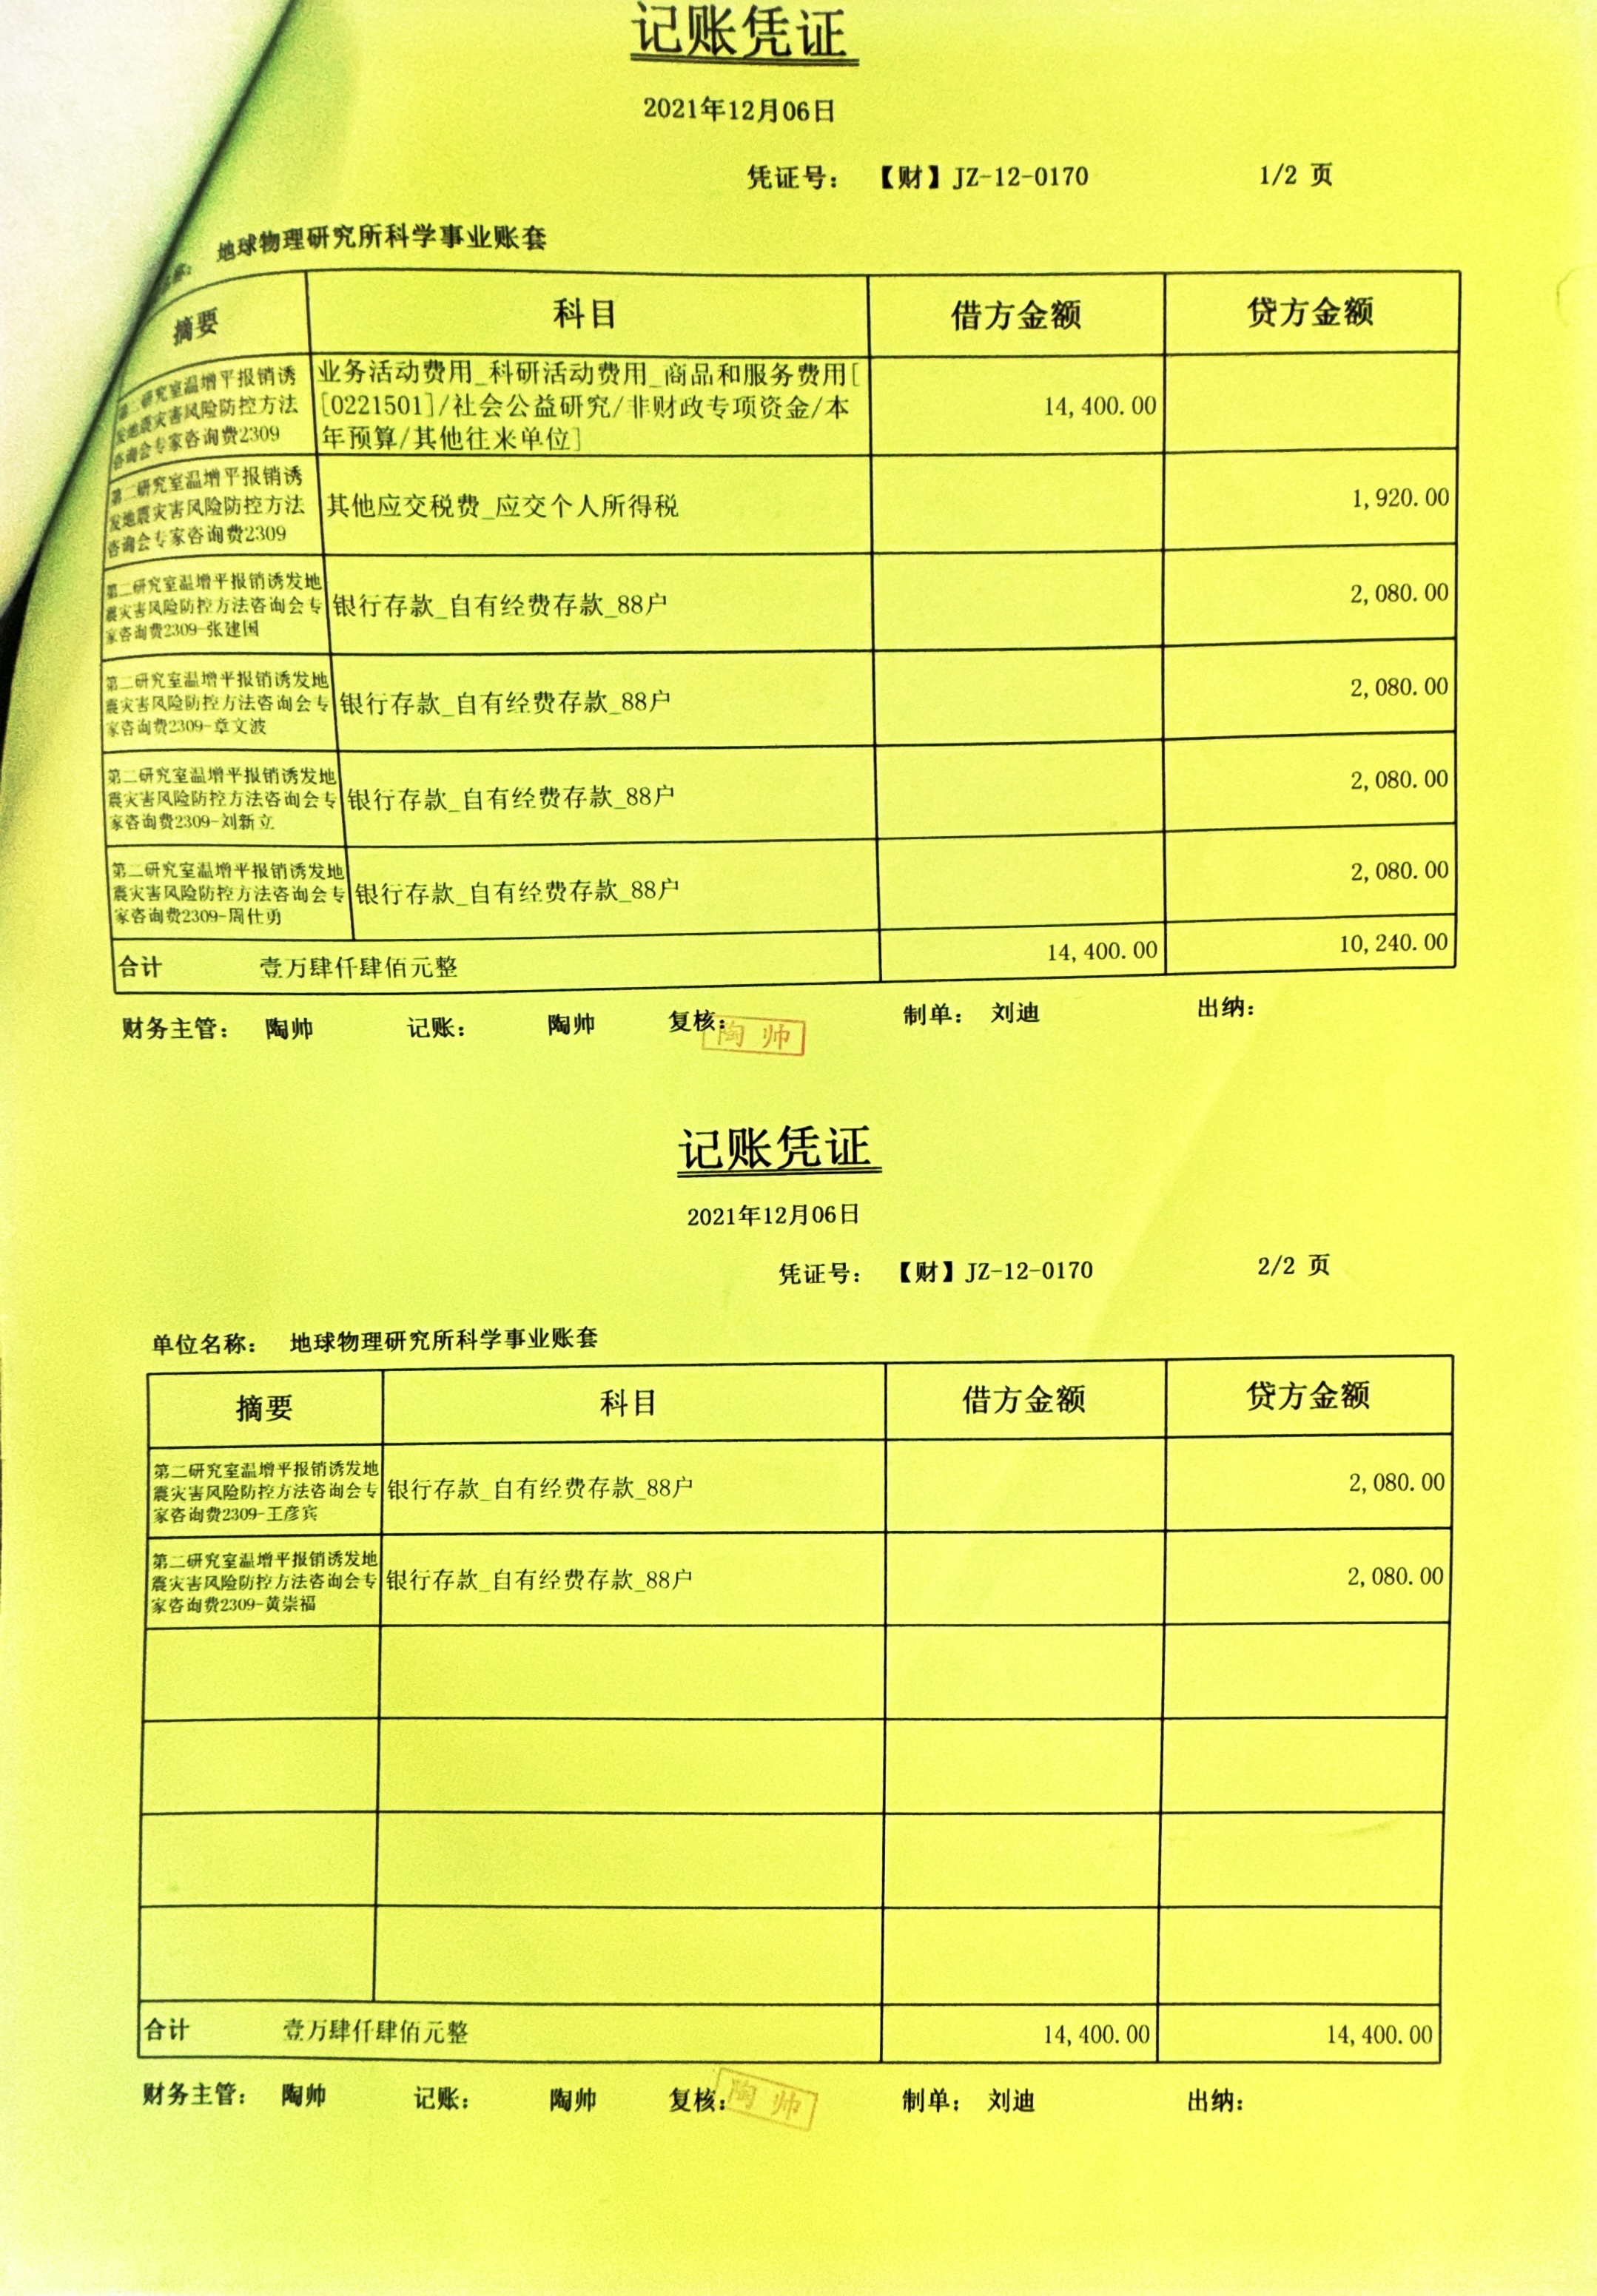 记账凭证
2021年12月06日
凭证号： 【财】JZ-12-0170 1/2 页
地球物理研究所科学事业账套
摘要 科目 借方金额 贷方金额
第二研究室温增平报销诱
发地震灾害风险防控方法
咨询会专家咨询费2309
业务活动费用_科研活动费用_商品和服务费用[
[0221501]/社会公益研究/非财政专项资金/本
年预算/其他往来单位]
14,400.00
第二研究室温增平报销诱
发地震灾害风险防控方法
咨询会专家咨询费2309
其他应交税费_应交个人所得税
1,920.00
第二研究室温增平报销诱发地
震灾害风险防控方法咨询会专
家咨询费2309-张建国
银行存款_自有经费存款_88户
2,080.00
第二研究室温增平报销诱发地
震灾害风险防控方法咨询会专
家咨询费2309-章文波
银行存款_自有经费存款_88户
2,080.00
第二研究室温增平报销诱发地
震灾害风险防控方法咨询会专
家咨询费2309-刘新立
银行存款_自有经费存款_88户
2,080.00
第二研究室温增平报销诱发地
震灾害风险防控方法咨询会专
家咨询费2309-周仕勇
银行存款_自有经费存款_88户
2,080.00
合计 壹万肆仟肆佰元整 14,400.00 10,240.00
财务主管： 陶帅 记账： 陶帅 复核： 陶帅 制单： 刘迪 出纳：
记账凭证
2021年12月06日
凭证号： 【财】JZ-12-0170 2/2 页
单位名称： 地球物理研究所科学事业账套
摘要 科目 借方金额 贷方金额
第二研究室温增平报销诱发地
震灾害风险防控方法咨询会专
家咨询费2309-王彦宾
银行存款_自有经费存款_88户
2,080.00
第二研究室温增平报销诱发地
震灾害风险防控方法咨询会专
家咨询费2309-黄崇福
银行存款_自有经费存款_88户
2,080.00
合计 壹万肆仟肆佰元整 14,400.00 14,400.00
财务主管： 陶帅 记账： 陶帅 复核： 陶帅 制单： 刘迪 出纳：